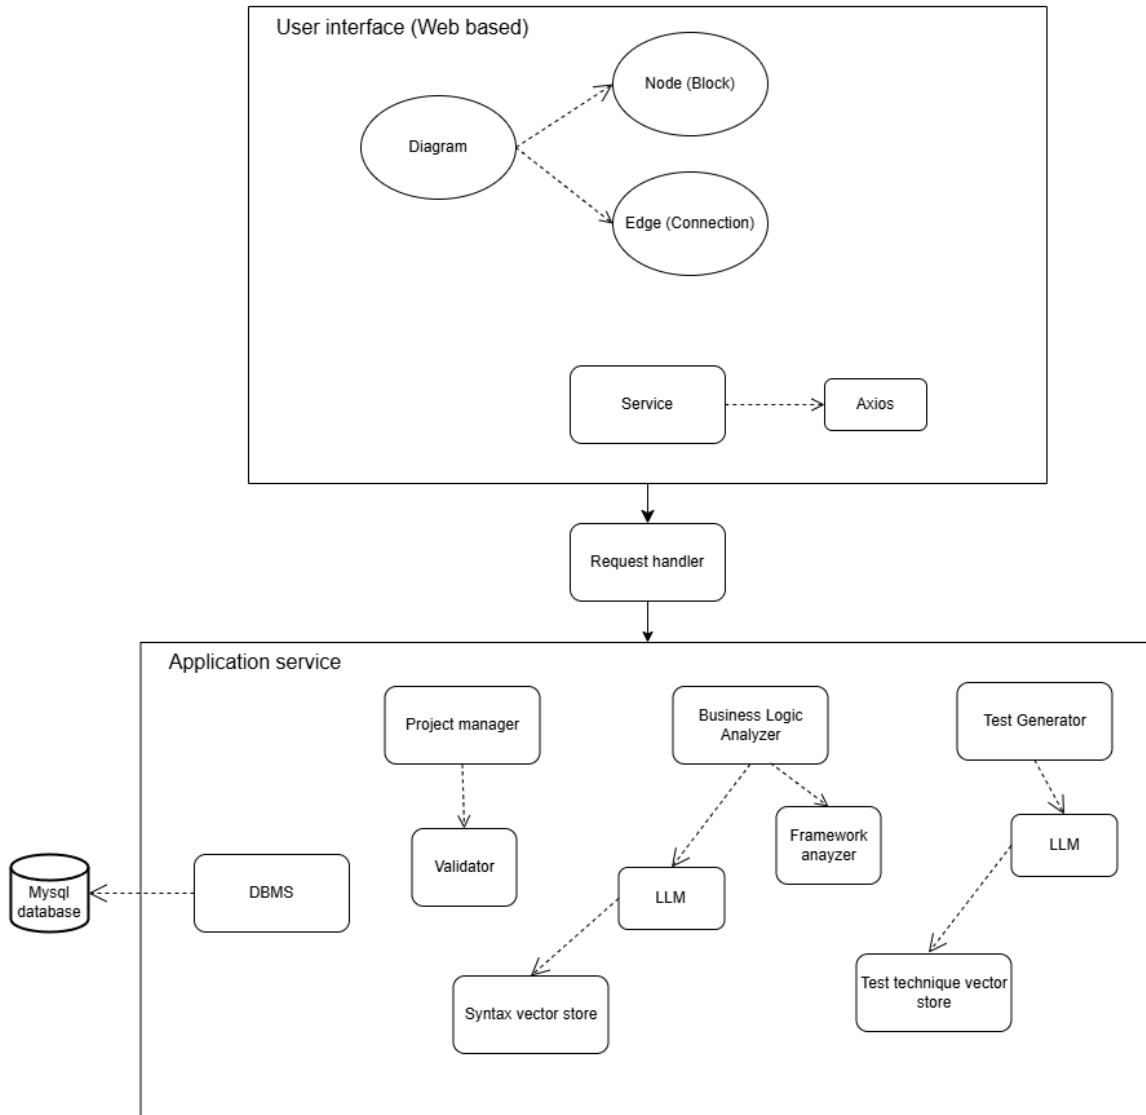 User interface (Web based)
Node (Block)
Diagram
Edge (Connection)
Service
Axios
Request handler
Application service
Project manager
Business Logic
Analyzer
Test Generator
Validator
Framework
anayzer
LLM
LLM
Mysql
database
DBMS
Syntax vector store
Test technique vector
store